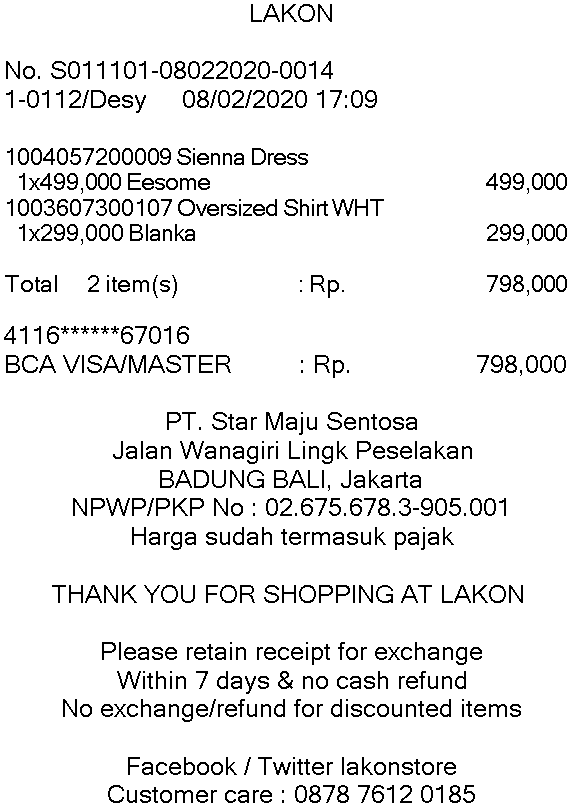 LAKON
No. S011101-08022020-0014
1-0112/Desy 08/02/2020 17:09
1004057200009 Sienna Dress
1x499,000 Eesome 499,000
1003607300107 Oversized Shirt WHT
1x299,000 Blanka 299,000
Total 2 item(s) : Rp. 798,000
4116******67016
BCA VISA/MASTER : Rp. 798,000
PT. Star Maju Sentosa
Jalan Wanagiri Lingk Peselakan
BADUNG BALI, Jakarta
NPWP/PKP No : 02.675.678.3-905.001
Harga sudah termasuk pajak
THANK YOU FOR SHOPPING AT LAKON
Please retain receipt for exchange
Within 7 days & no cash refund
No exchange/refund for discounted items
Facebook / Twitter lakonstore
Customer care : 0878 7612 0185